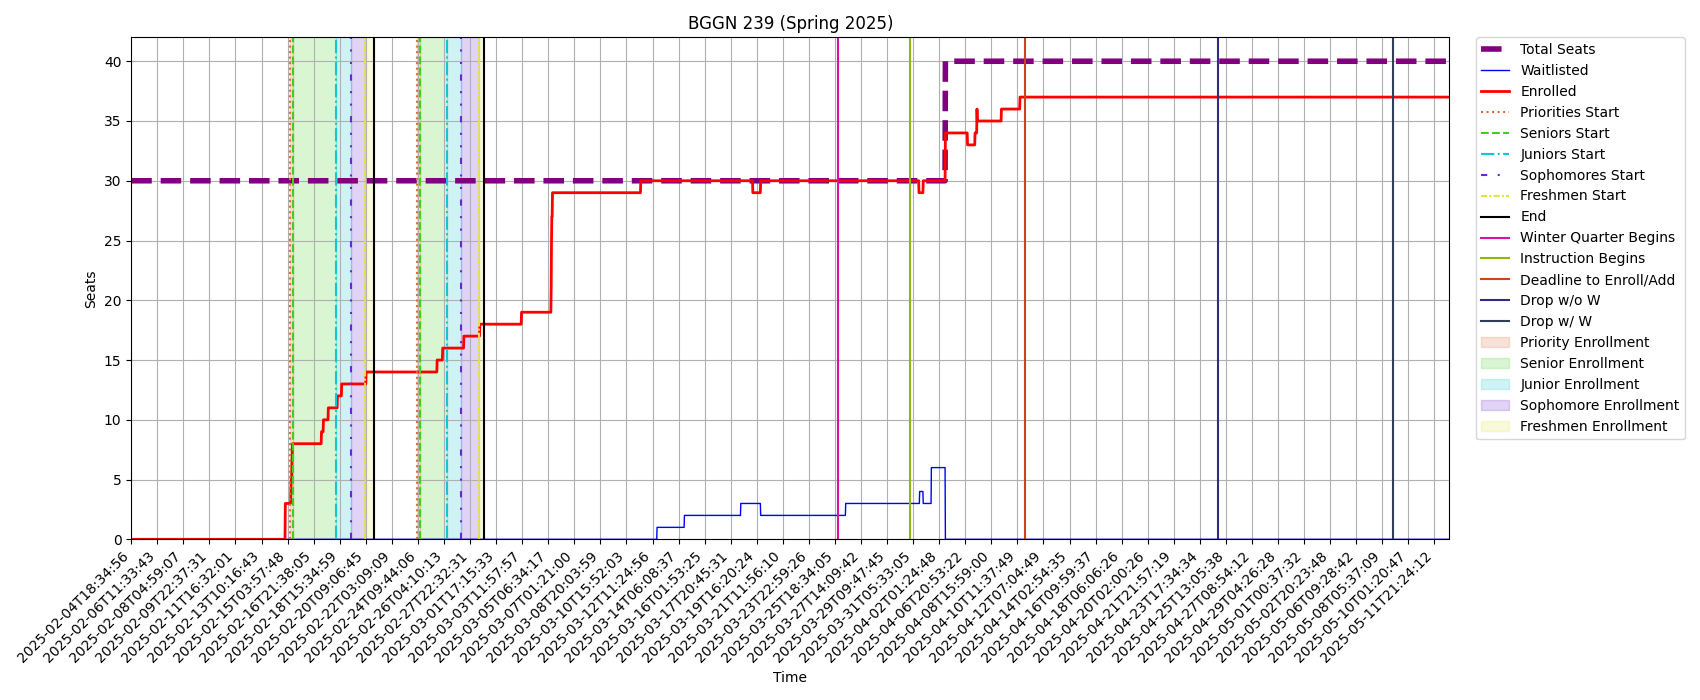 BGGN 239 (Spring 2025)
Seats
40
35
30
25
20
15
10
5
0
2025-02-04T18:34:56
2025-02-06T11:33:43
2025-02-08T04:59:07
2025-02-09T22:37:31
2025-02-11T16:32:01
2025-02-13T10:16:43
2025-02-15T03:57:48
2025-02-16T21:38:05
2025-02-18T15:34:59
2025-02-20T09:06:45
2025-02-22T03:09:09
2025-02-24T05:44:06
2025-02-26T04:10:13
2025-02-27T22:32:31
2025-03-01T17:15:33
2025-03-03T11:57:57
2025-03-05T06:34:17
2025-03-07T01:21:00
2025-03-08T20:03:59
2025-03-10T15:52:03
2025-03-12T11:24:56
2025-03-14T06:08:37
2025-03-16T01:53:25
2025-03-17T20:45:31
2025-03-19T16:20:24
2025-03-21T11:56:10
2025-03-23T22:59:26
2025-03-25T18:34:05
2025-03-27T14:09:42
2025-03-29T09:47:45
2025-03-31T05:33:05
2025-04-02T01:24:48
2025-04-06T20:53:22
2025-04-08T15:59:00
2025-04-10T11:37:49
2025-04-12T07:04:49
2025-04-14T02:54:35
2025-04-16T09:59:37
2025-04-18T06:06:26
2025-04-20T02:00:26
2025-04-21T21:57:19
2025-04-23T17:34:34
2025-04-25T13:05:38
2025-04-27T08:54:12
2025-04-29T04:26:28
2025-05-01T00:37:32
2025-05-02T20:23:48
2025-05-06T09:28:42
2025-05-08T05:37:09
2025-05-10T01:20:47
2025-05-11T21:24:12
Time
Total Seats
Waitlisted
Enrolled
Priorities Start
Seniors Start
Juniors Start
Sophomores Start
Freshmen Start
End
Winter Quarter Begins
Instruction Begins
Deadline to Enroll/Add
Drop w/o W
Drop w/ W
Priority Enrollment
Senior Enrollment
Junior Enrollment
Sophomore Enrollment
Freshmen Enrollment